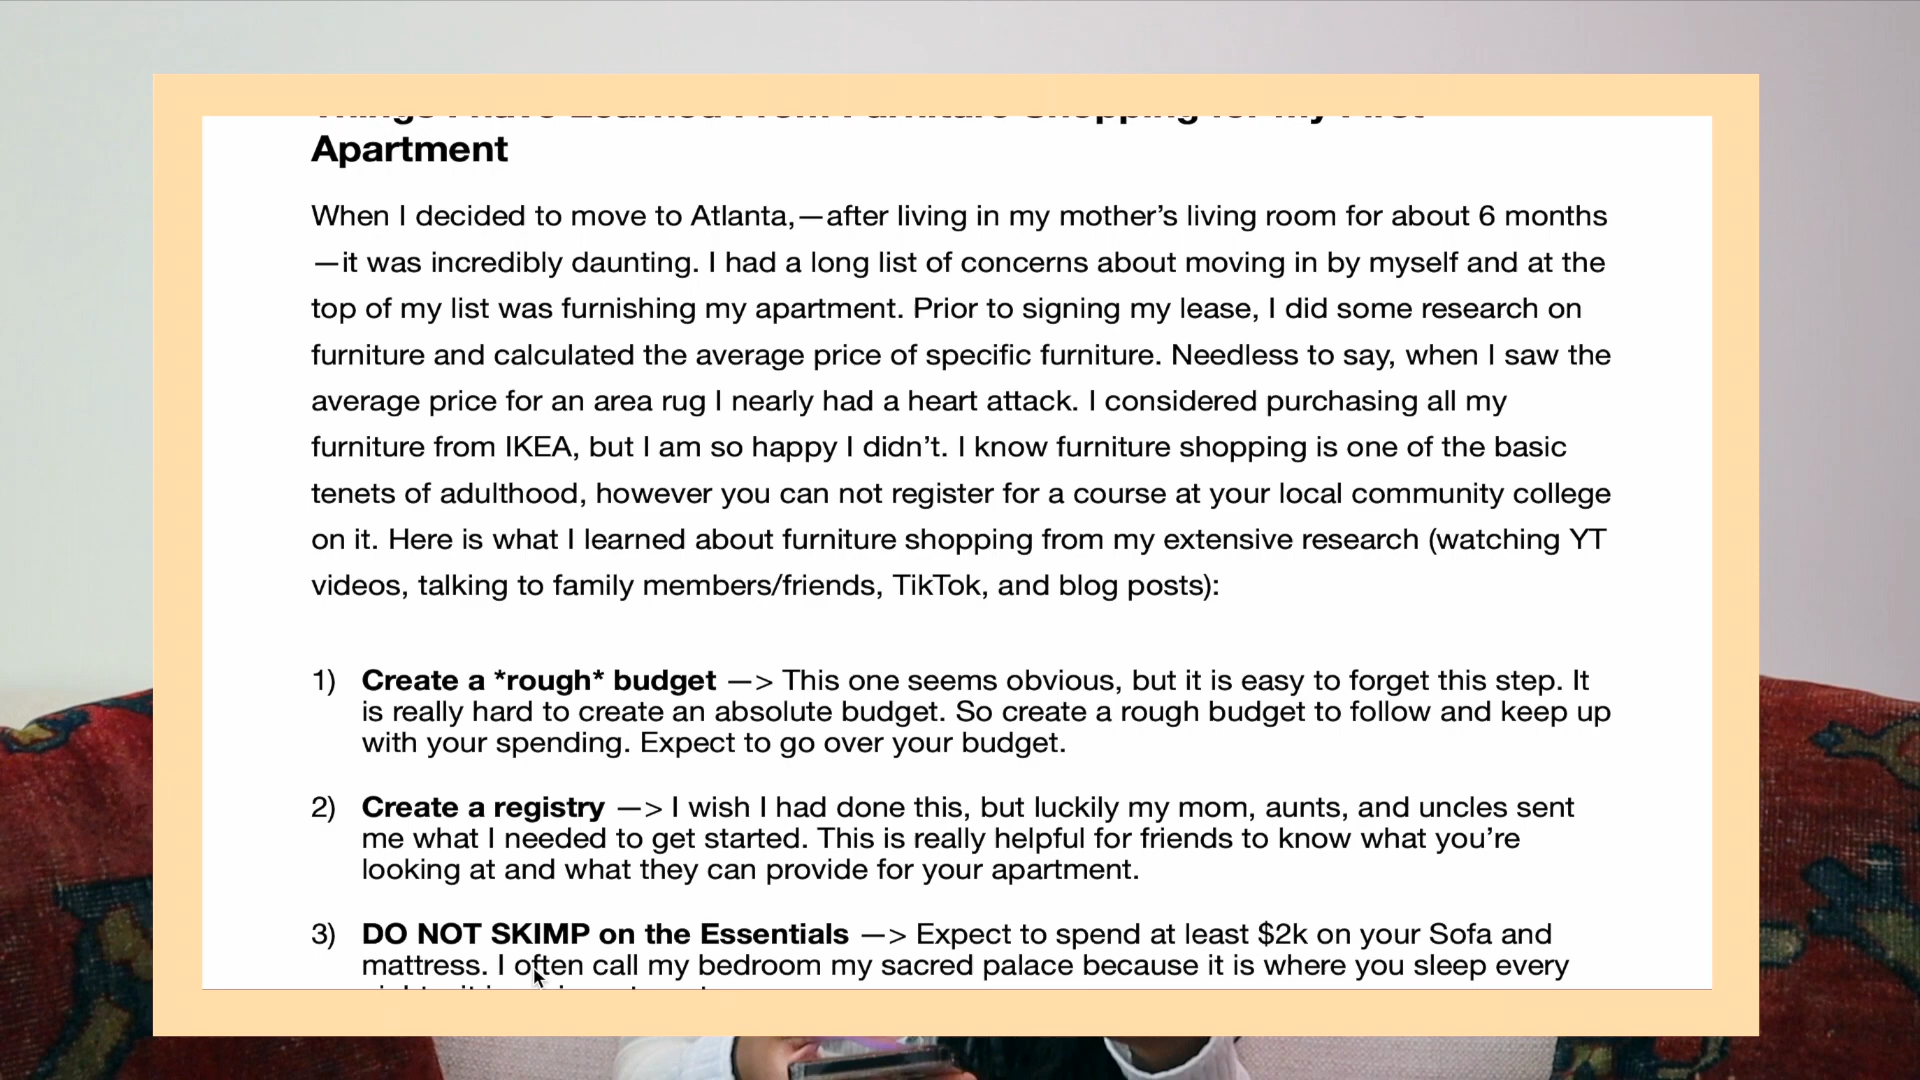 Things I have Learned From Furniture Shopping for my First
Apartment
When I decided to move to Atlanta,—after living in my mother’s living room for about 6 months
—it was incredibly daunting. I had a long list of concerns about moving in by myself and at the
top of my list was furnishing my apartment. Prior to signing my lease, I did some research on
furniture and calculated the average price of specific furniture. Needless to say, when I saw the
average price for an area rug I nearly had a heart attack. I considered purchasing all my
furniture from IKEA, but I am so happy I didn’t. I know furniture shopping is one of the basic
tenets of adulthood, however you can not register for a course at your local community college
on it. Here is what I learned about furniture shopping from my extensive research (watching YT
videos, talking to family members/friends, TikTok, and blog posts):
1) Create a *rough* budget —> This one seems obvious, but it is easy to forget this step. It
is really hard to create an absolute budget. So create a rough budget to follow and keep up
with your spending. Expect to go over your budget.
2) Create a registry —> I wish I had done this, but luckily my mom, aunts, and uncles sent
me what I needed to get started. This is really helpful for friends to know what you’re
looking at and what they can provide for your apartment.
3) DO NOT SKIMP on the Essentials —> Expect to spend at least $2k on your Sofa and
mattress. I often call my bedroom my sacred palace because it is where you sleep every